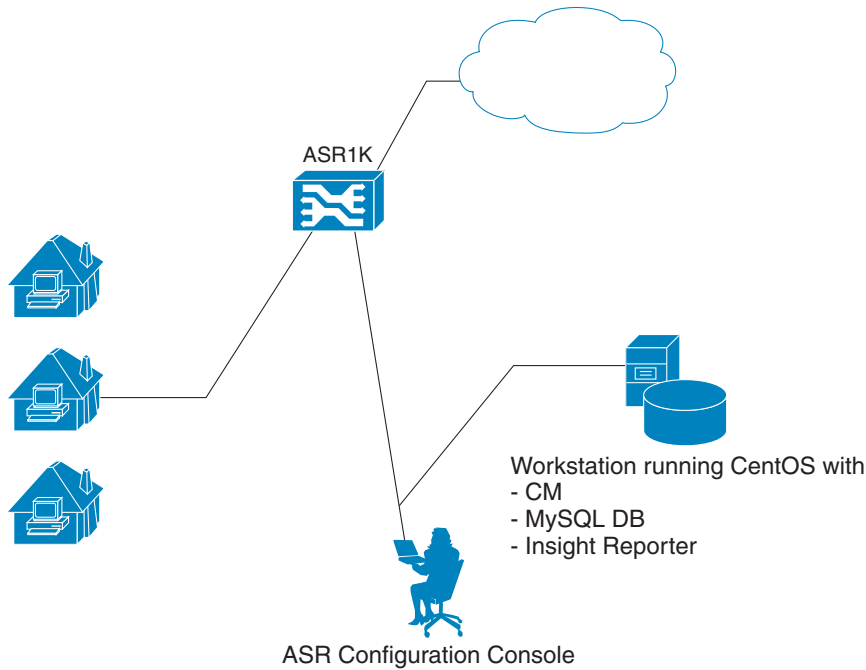 ASR1K
Workstation running CentOS with
- CM
- MySQL DB
- Insight Reporter
ASR Configuration Console